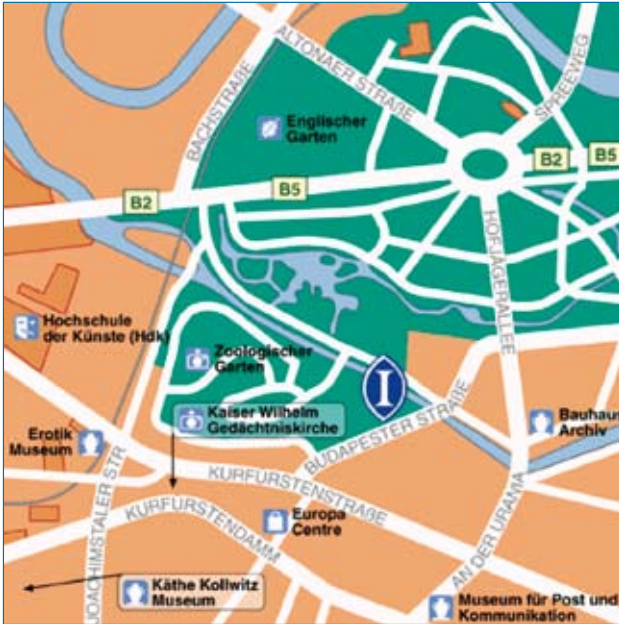 ALTONAER STRAßE
SPREEWEG
BACHSTRAßE
Englischer
Garten
B2
B5
B2
B5
HOFJÄGERALLEE
Hochschule
der Künste (Hdk)
Zoologischer
Garten
I
Kaiser Wilhelm
Gedächtniskirche
Bauhaus
Archiv
Erotik
Museum
BUDAPESTER STRAßE
KURFÜRSTENSTRAßE
KURFURSTENDAMM
JOACHIMSTALER STR
Europa
Centre
AN DER URANIA
Käthe Kollwitz
Museum
Museum für Post und
Kommunikation